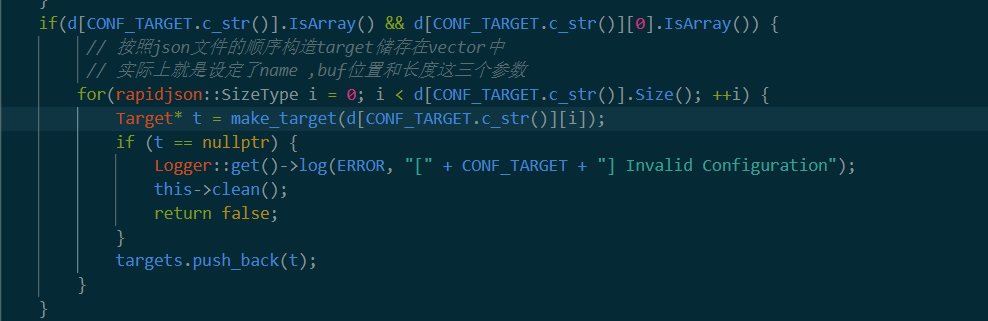 }
if(d[CONF_TARGET.c_str()].IsArray() && d[CONF_TARGET.c_str()][0].IsArray()) {
// 按照json文件的顺序构造target储存在vector中
// 实际上就是设定了name ,buf位置和长度这三个参数
for(rapidjson::SizeType i = 0; i < d[CONF_TARGET.c_str()].Size(); ++i) {
Target* t = make_target(d[CONF_TARGET.c_str()][i]);
if (t == nullptr) {
Logger::get()->log(ERROR, "[" + CONF_TARGET + "] Invalid Configuration");
this->clean();
return false;
}
targets.push_back(t);
}
}